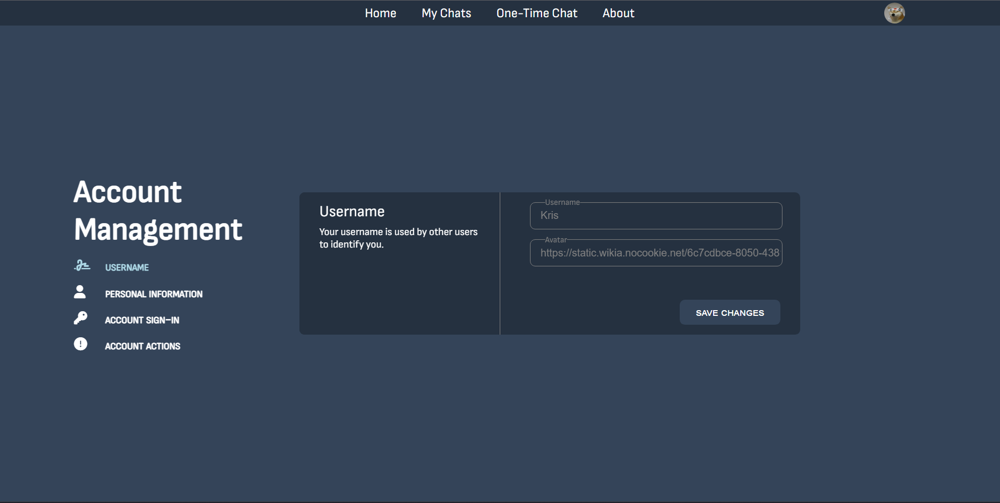 Home My Chats One-Time Chat About
Account
Management
USERNAME
PERSONAL INFORMATION
ACCOUNT SIGN-IN
ACCOUNT ACTIONS
Username
Your username is used by other users
to identify you.
Username
Kris
Avatar
https://static.wikia.nocookie.net/6c7cdbce-8050-438
SAVE CHANGES